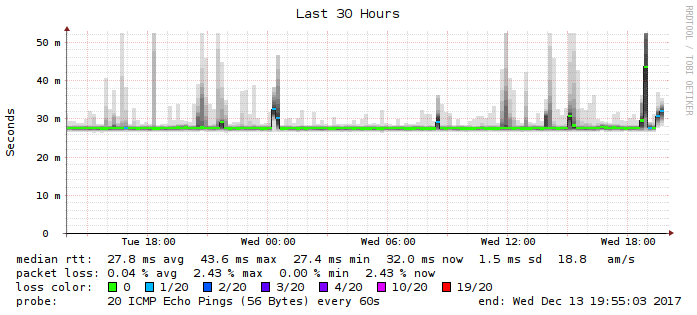 Last 30 Hours
RRDTOOL / TOBI OETIKER
Seconds
50 m
40 m
30 m
20 m
10 m
0
Tue 18:00 Wed 00:00 Wed 06:00 Wed 12:00 Wed 18:00
median rtt: 27.8 ms avg 43.6 ms max 27.4 ms min 32.0 ms now 1.5 ms sd 18.8 am/s
packet loss: 0.04 % avg 2.43 % max 0.00 % min 2.43 % now
loss color: 0 1/20 2/20 3/20 4/20 10/20 19/20
probe: 20 ICMP Echo Pings (56 Bytes) every 60s end: Wed Dec 13 19:55:03 2017